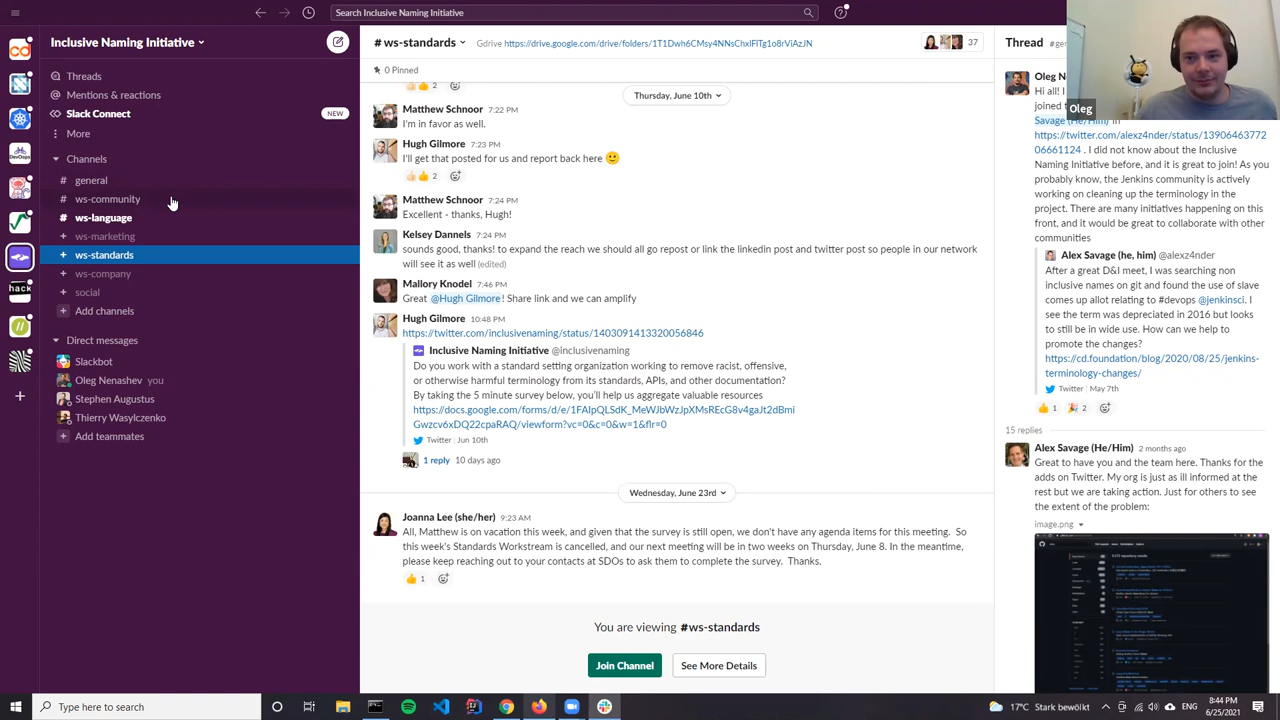 Search Inclusive Naming Initiative
Naming Initiative
Threads
Mentions & reactions
Slack Connect
NEW
More
Channels
general
ws-community
ws-language
ws-marketing
ws-standards
ws-company
social
Add channels
Direct messages
Slackbot
Oleg Nenashev you
Stephen Augustus
Thierry Wasylczenko
Add teammates
# ws-standards
Gdrive https://drive.google.com/drive/folders/1T1Dwh6CMsy4NNsChxlFlTg1o8rViAzJN
37
0 Pinned
2
Thursday, June 10th
Matthew Schnoor 7:22 PM
I'm in favor as well.
Hugh Gilmore 7:23 PM
I'll get that posted for us and report back here
2
Matthew Schnoor 7:24 PM
Excellent - thanks, Hugh!
Kelsey Dannels 7:24 PM
sounds good, thanks! to expand the reach we should all go repost or link the linkedin post and twitter post so people in our network
will see it as well (edited)
Mallory Knodel 7:46 PM
Great @Hugh Gilmore! Share link and we can amplify
Hugh Gilmore 10:48 PM
https://twitter.com/inclusivenaming/status/1403091413320056846
Inclusive Naming Initiative @inclusivenaming
Do you work with a standard setting organization working to remove racist, offensive,
or otherwise harmful terminology from its standards, APIs, and other documentation?
By taking the 5 minute survey below, you'll help us aggregate valuable resources
https://docs.google.com/forms/d/e/1FAIpQLSdK_MeWJbWzJpXMsREcG8v4gaJt2dBmi
Gwzcv6xDQ22cpaRAQ/viewform?vc=0&c=0&w=1&flr=0
Twitter Jun 10th
1 reply 10 days ago
Wednesday, June 23rd
Joanna Lee (she/her) 9:23 AM
All, Matthew is on vacation this week, and given that the survey is still open, we don't have any agenda items for this meeting. So
this week's Standards Workstream is cancelled, and our next meeting will be in two weeks on Thursday, June 8. In the meantime,
please keep reaching out to your contacts at SDOs to ask them to complete the survey. Thanks.
1
You are viewing # ws-standards
Join Channel
See More Details
Thread
Oleg
Hi all! I
joined
Savage (He/Him) in
https://twitter.com/alexz4nder/status/13906463772
06661124 . I did not know about the Inclusive
Naming Initiative before, and it is great to join! As you
probably know, the Jenkins community is actively
working on cleaning up the terminology in the
project. There are many initiatives happening on this
front, and it would be great to collaborate with other
communities
Alex Savage (he, him) @alexz4nder
After a great D&I meet, I was searching non
inclusive names on git and found the use of slave
comes up allot relating to #devops @jenkinsci. I
see the term was depreciated in 2016 but looks
to still be in wide use. How can we help to
promote the changes?
https://cd.foundation/blog/2020/08/25/jenkins-
terminology-changes/
Twitter May 7th
1
2
15 replies
Alex Savage (He/Him) 2 months ago
Great to have you and the team here. Thanks for the
adds on Twitter. My org is just as ill informed at the
rest but we are taking action. Just for others to see
the extent of the problem:
image.png
Oleg
Type here to search
17°C Stark bewölkt
ENG
8:44 PM
6/25/2021